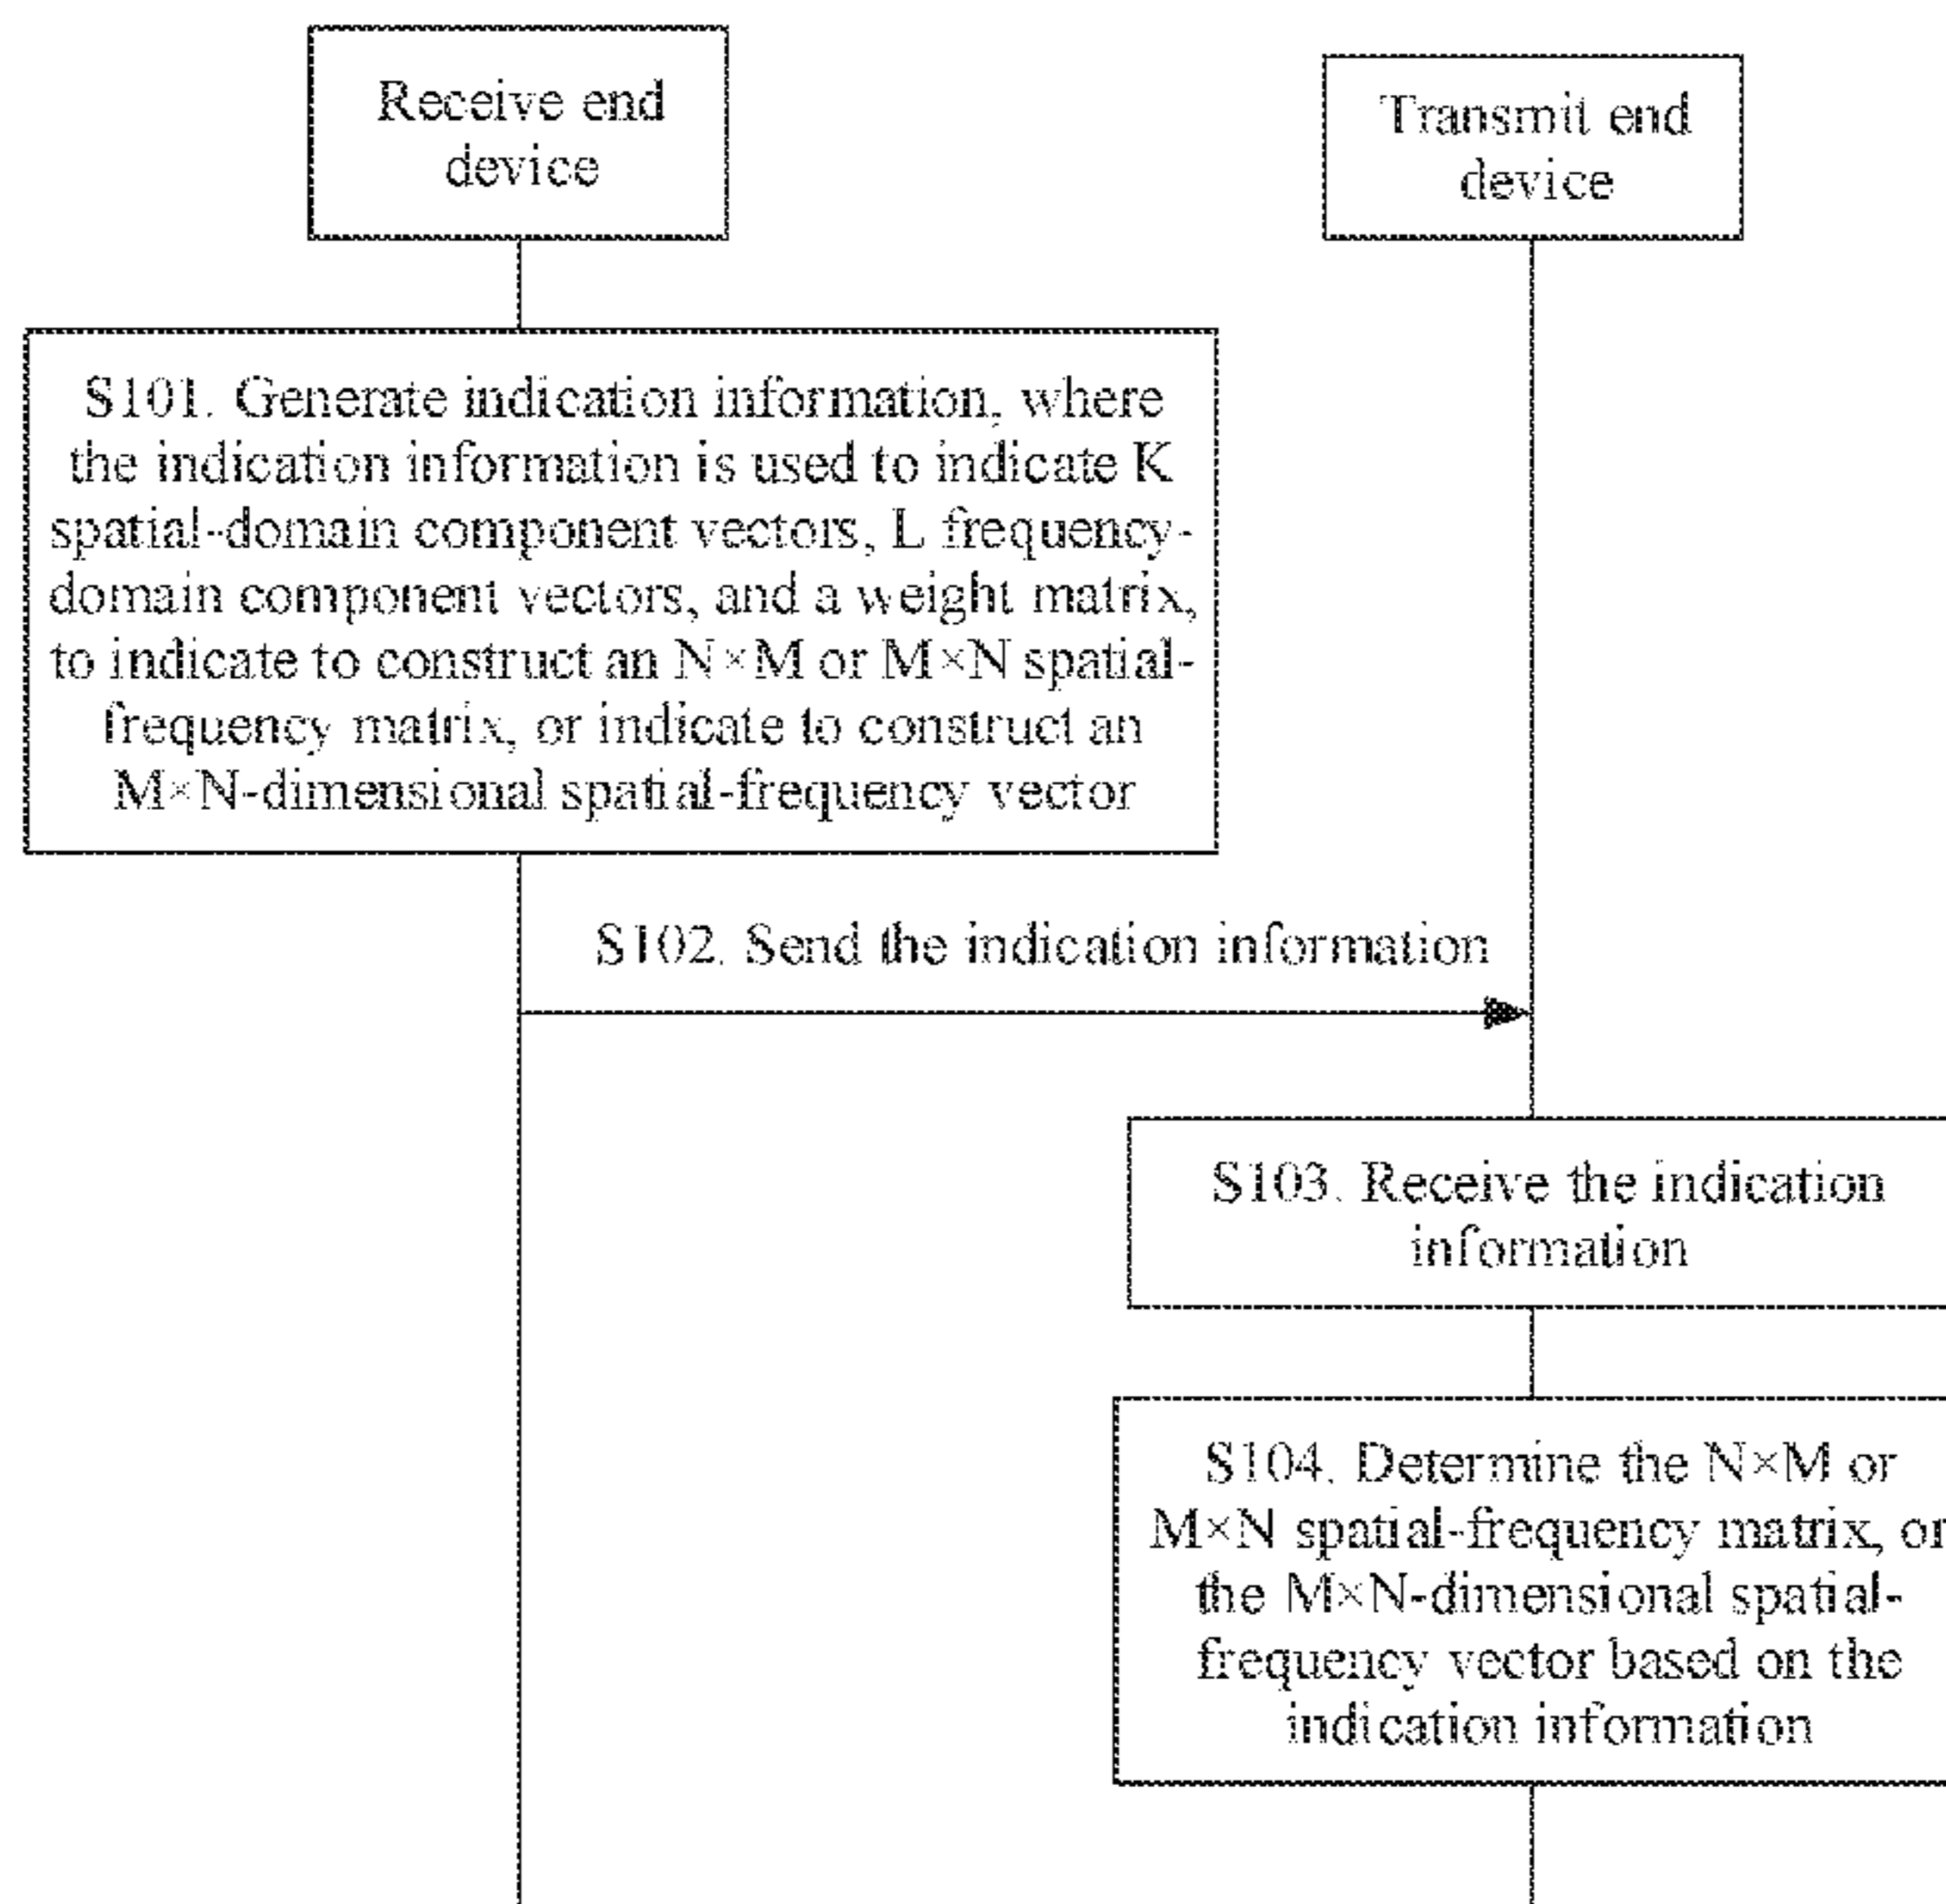 Receive end
device
Transmit end
device
S101. Generate indication information, where
the indication information is used to indicate K
spatial-domain component vectors, L frequency-
domain component vectors, and a weight matrix,
to indicate to construct an N×M or M×N spatial-
frequency matrix, or indicate to construct an
M×N-dimensional spatial-frequency vector
S102. Send the indication information
S103. Receive the indication
information
S104. Determine the N×M or
M×N spatial-frequency matrix, or
the M×N-dimensional spatial-
frequency vector based on the
indication information